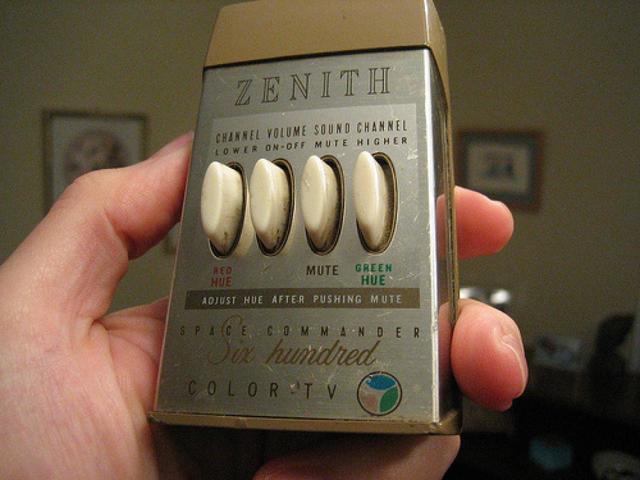 ZENITH
CHANNEL VOLUME SOUND CHANNEL
LOWER ON-OFF MUTE HIGHER
RED HUE MUTE GREEN HUE
ADJUST HUE AFTER PUSHING MUTE
SPACE COMMANDER
Six hundred
COLOR TV